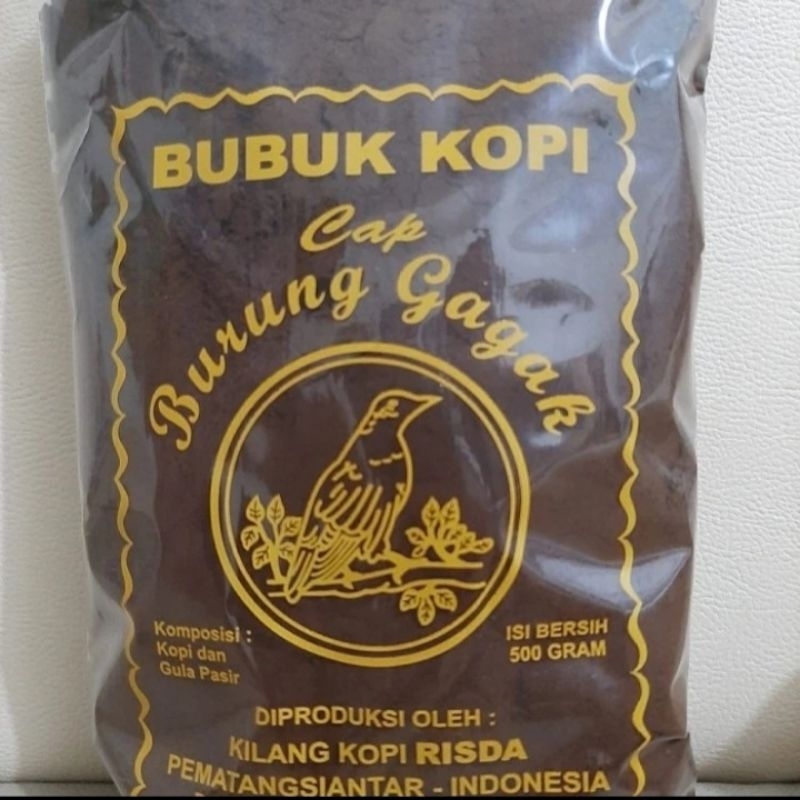 BUBUK KOPI
Cap
Burung Gagak
Komposisi :
Kopi dan
Gula Pasir
ISI BERSIH
500 GRAM
DIPRODUKSI OLEH :
KILANG KOPI RISDA
PEMATANGSIANTAR - INDONESIA